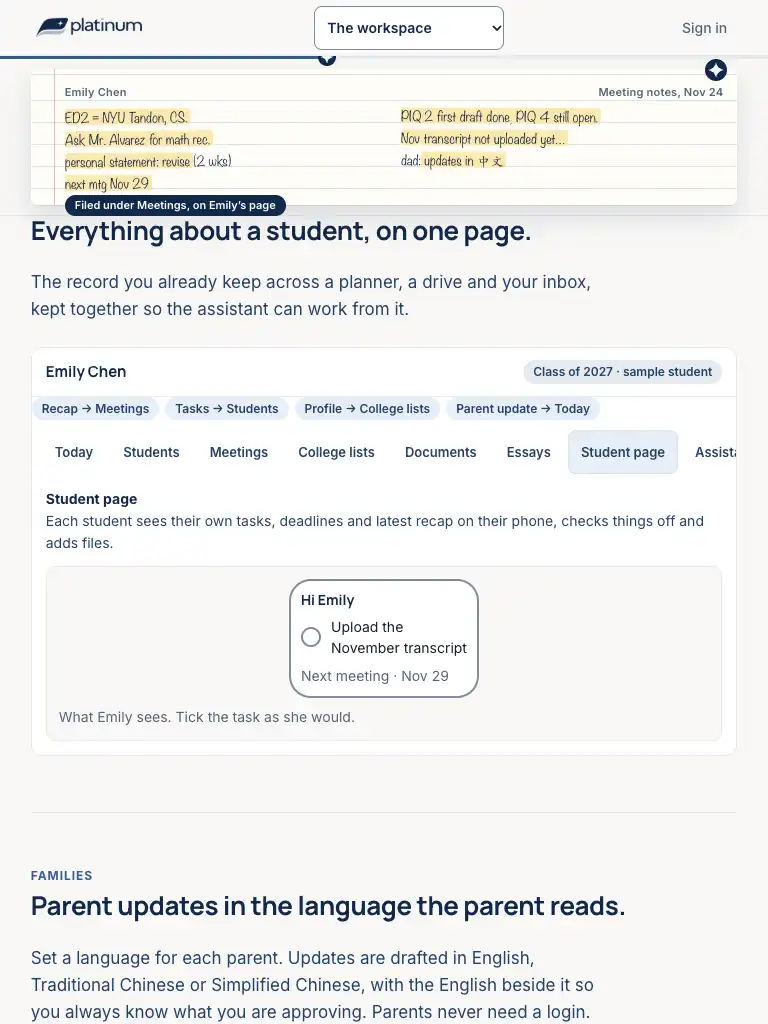 platinum
The workspace
Sign in
Emily Chen
Meeting notes, Nov 24
ED2 = NYU Tandon, CS.
Ask Mr. Alvarez for math rec.
personal statement: revise (2 wks)
next mtg Nov 29
PIQ 2 first draft done, PIQ 4 still open.
Nov transcript not uploaded yet...
dad: updates in 中文
Filed under Meetings, on Emily's page
Everything about a student, on one page.
The record you already keep across a planner, a drive and your inbox,
kept together so the assistant can work from it.
Emily Chen
Class of 2027 · sample student
Recap → Meetings
Tasks → Students
Profile → College lists
Parent update → Today
Today
Students
Meetings
College lists
Documents
Essays
Student page
Assista
Student page
Each student sees their own tasks, deadlines and latest recap on their phone, checks things off and
adds files.
Hi Emily
Upload the
November transcript
Next meeting · Nov 29
What Emily sees. Tick the task as she would.
FAMILIES
Parent updates in the language the parent reads.
Set a language for each parent. Updates are drafted in English,
Traditional Chinese or Simplified Chinese, with the English beside it so
you always know what you are approving. Parents never need a login.